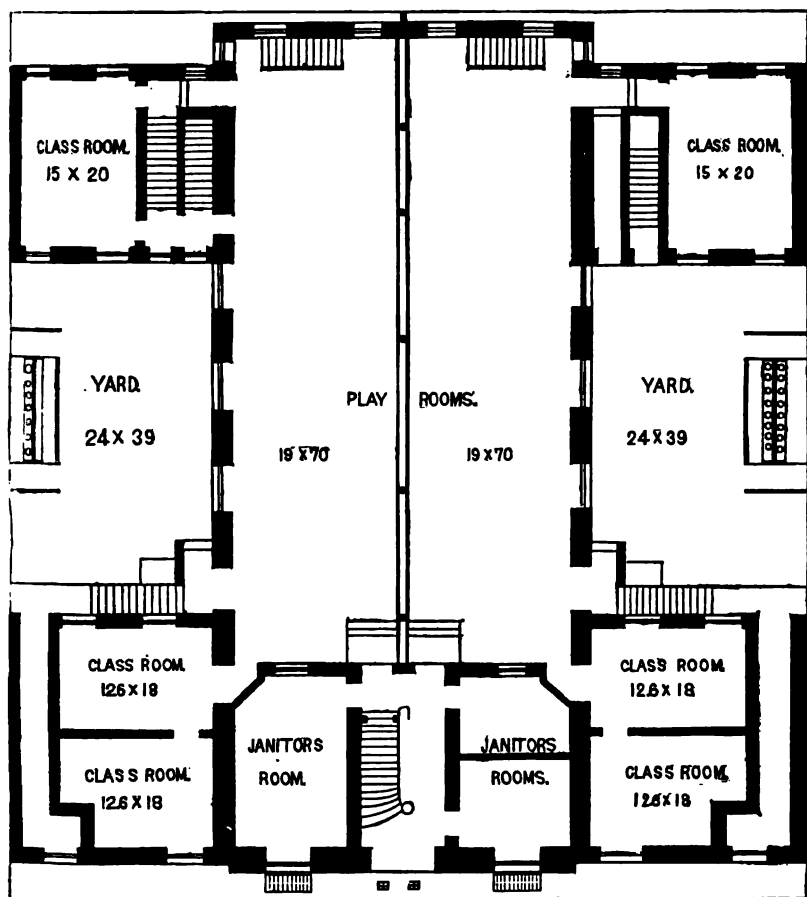 CLASS ROOM.
15 X 20
CLASS ROOM.
15 X 20
YARD.
24 X 39
PLAY ROOMS.
19 X 70
19 X 70
YARD.
24 X 39
CLASS ROOM.
126 X 18
CLASS ROOM.
12.6 X 18
JANITORS
ROOM.
JANITORS
ROOMS.
CLASS ROOM.
12.6 X 18
CLASS ROOM.
12.6 X 18